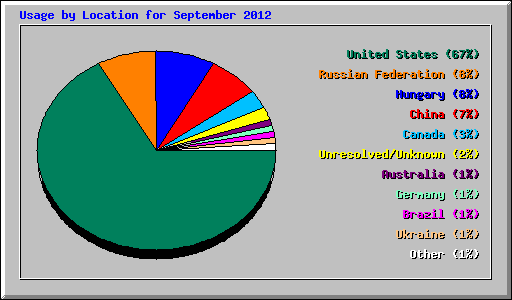 Usage by Location for September 2012
United States (67%)
Russian Federation (8%)
Hungary (8%)
China (7%)
Canada (3%)
Unresolved/Unknown (2%)
Australia (1%)
Germany (1%)
Brazil (1%)
Ukraine (1%)
Other (1%)